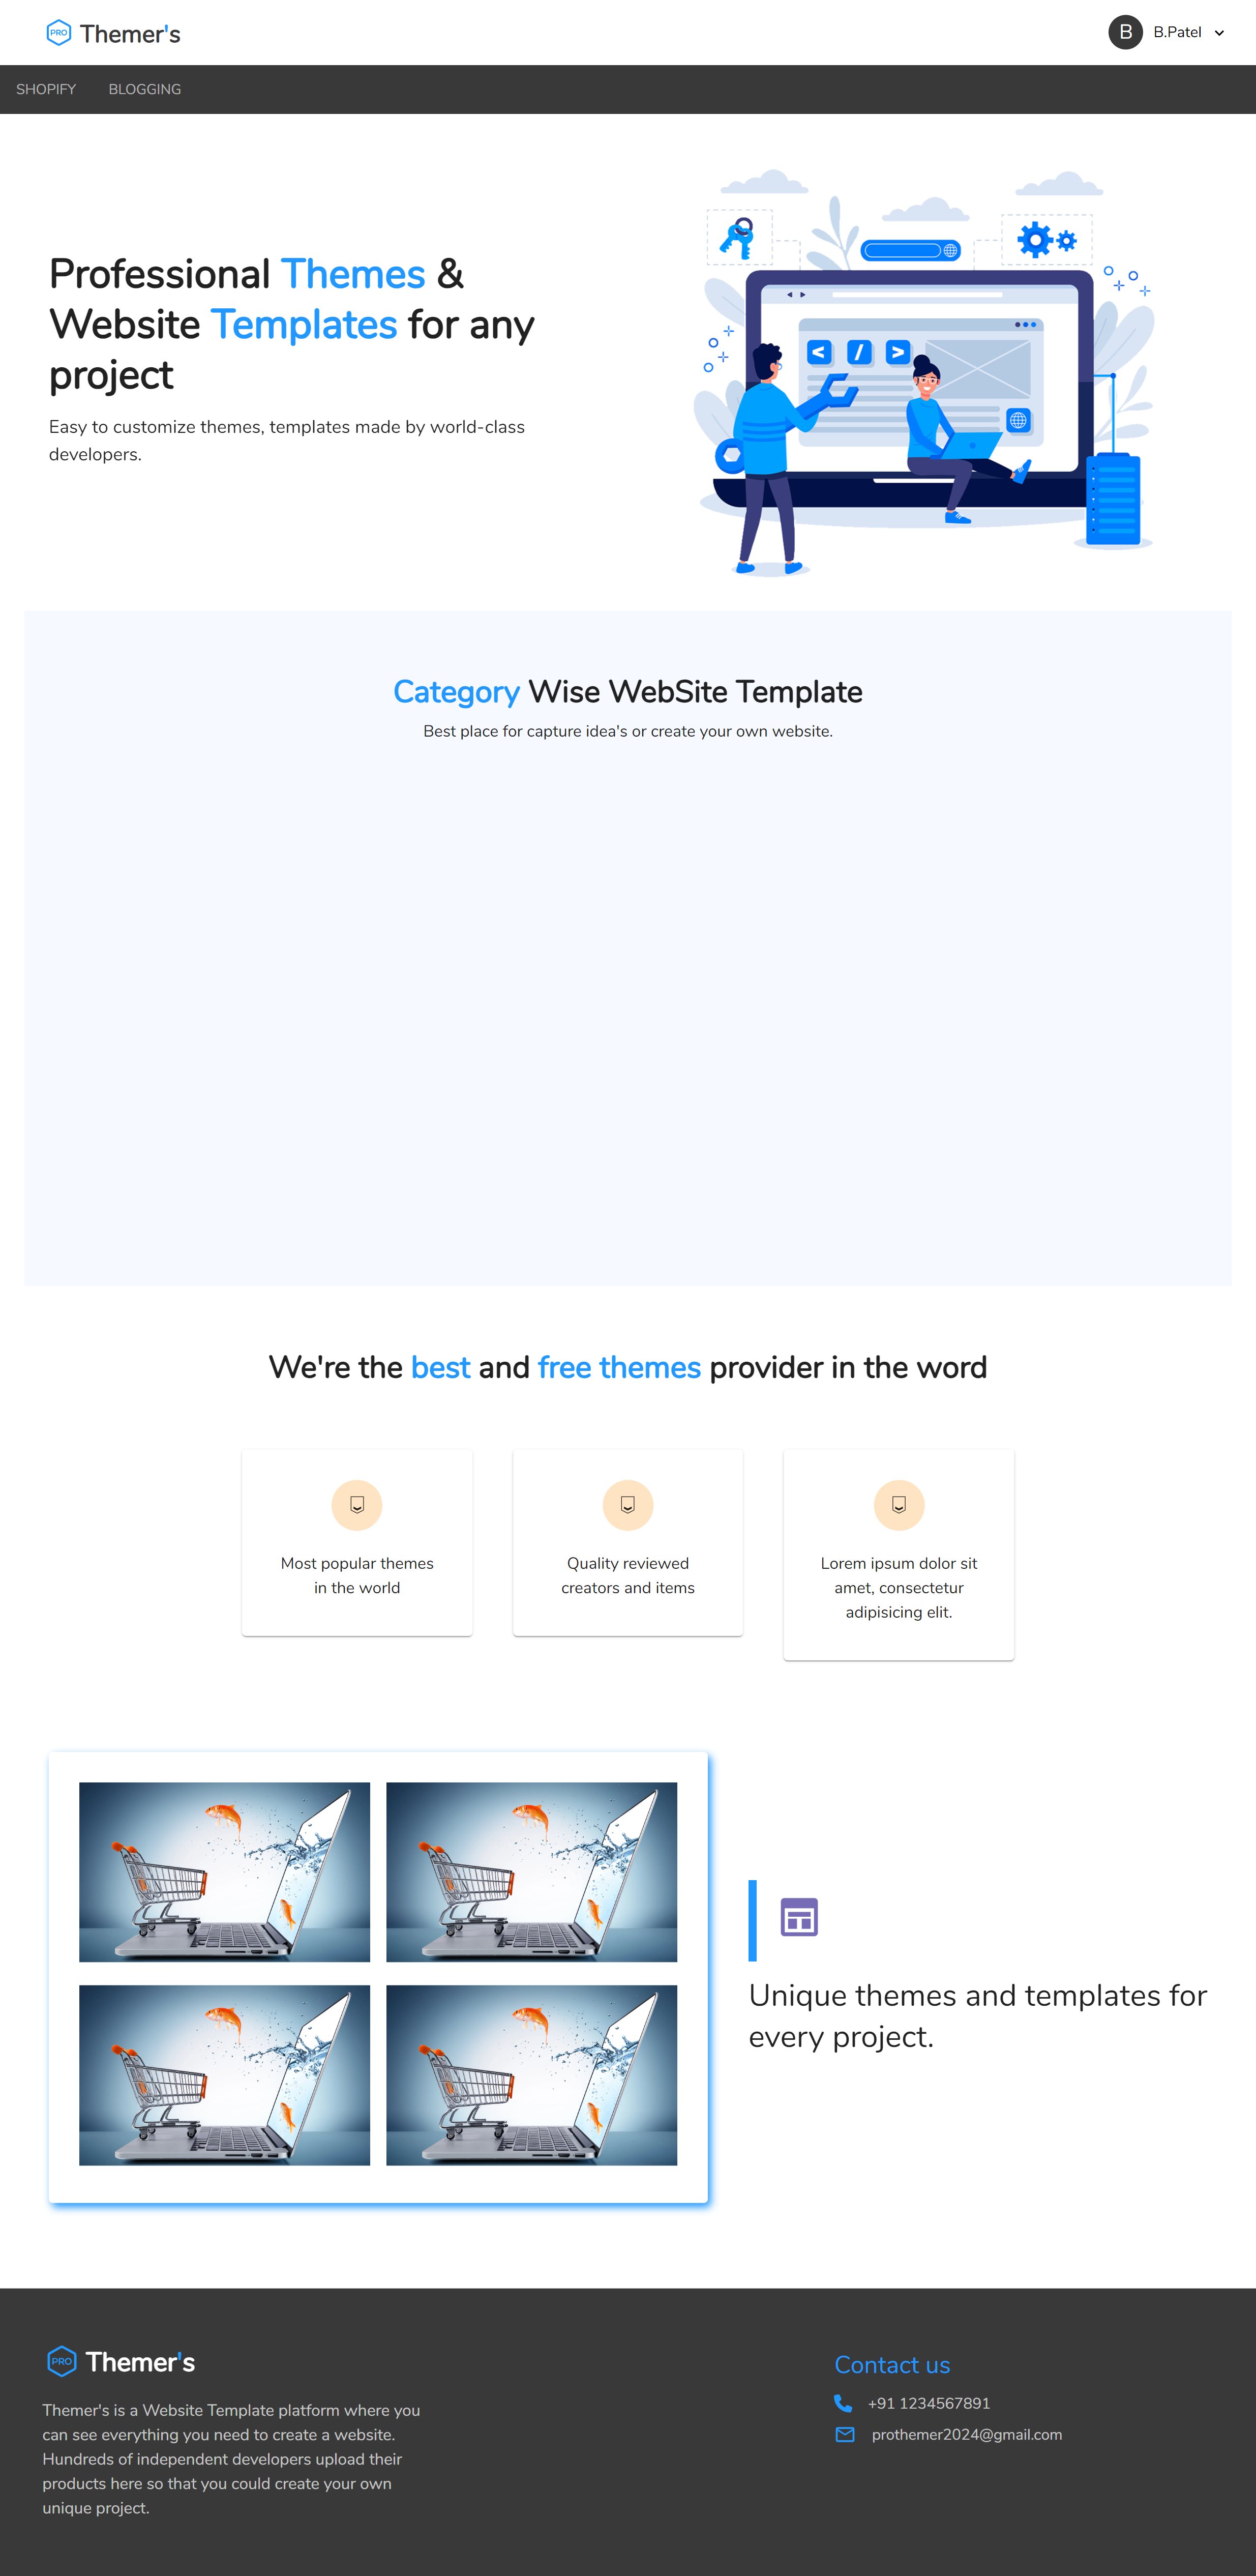 PRO Themer's
B B.Patel
SHOPIFY BLOGGING
Professional Themes &
Website Templates for any
project
Easy to customize themes, templates made by world-class
developers.
< / >
Category Wise WebSite Template
Best place for capture idea's or create your own website.
We're the best and free themes provider in the word
Most popular themes
in the world
Quality reviewed
creators and items
Lorem ipsum dolor sit
amet, consectetur
adipisicing elit.
Unique themes and templates for
every project.
PRO Themer's
Themer's is a Website Template platform where you
can see everything you need to create a website.
Hundreds of independent developers upload their
products here so that you could create your own
unique project.
Contact us
+91 1234567891
prothemer2024@gmail.com